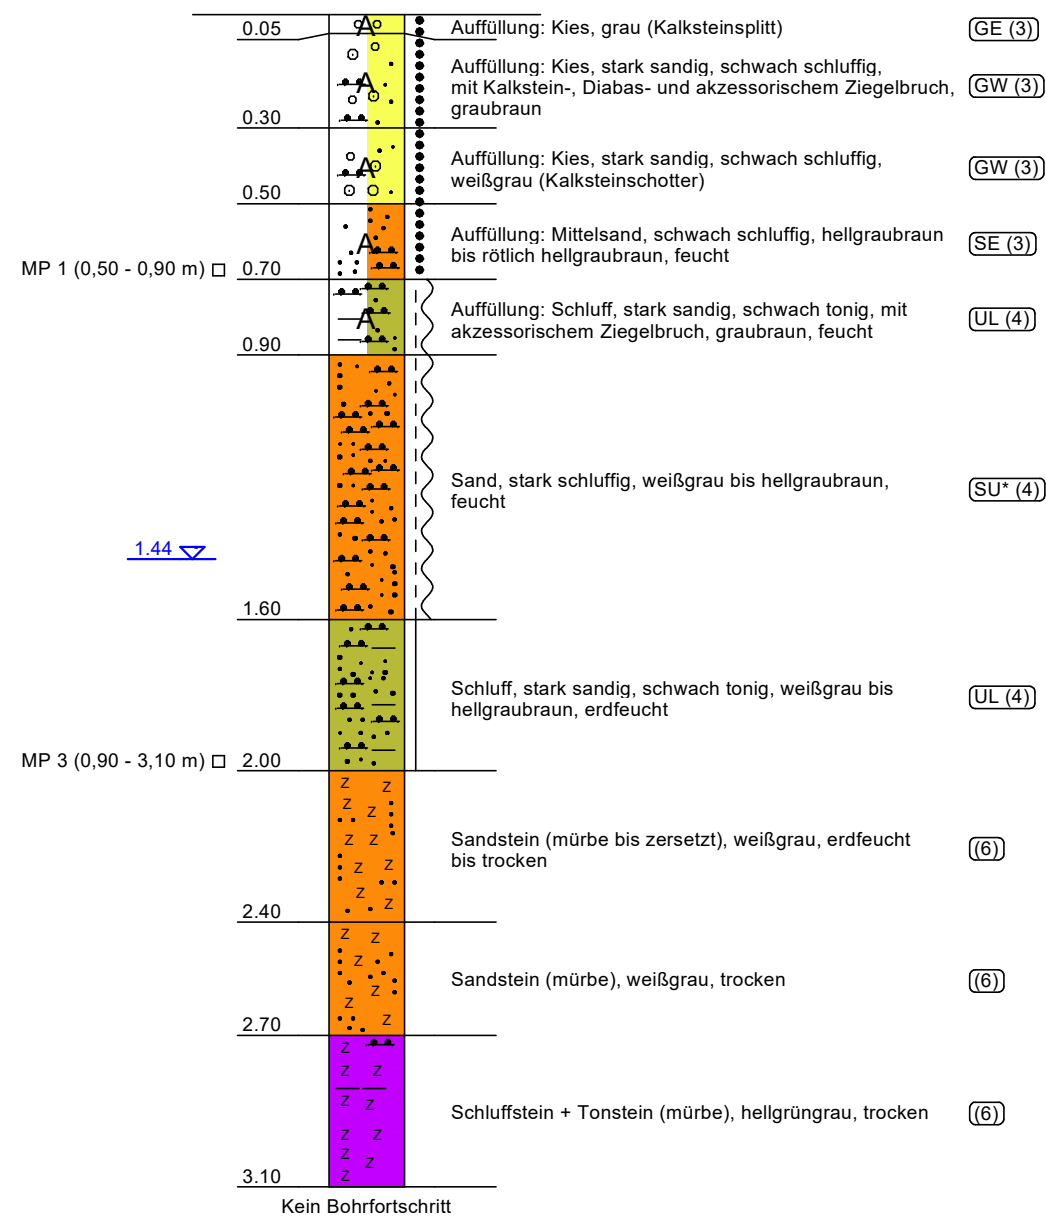 0.05
A
Auffüllung: Kies, grau (Kalksteinsplitt)
GE (3)
A
Auffüllung: Kies, stark sandig, schwach schluffig,
mit Kalkstein-, Diabas- und akzessorischem Ziegelbruch,
graubraun
GW (3)
0.30
A
Auffüllung: Kies, stark sandig, schwach schluffig,
weißgrau (Kalksteinschotter)
GW (3)
0.50
A
Auffüllung: Mittelsand, schwach schluffig, hellgraubraun
bis rötlich hellgraubraun, feucht
SE (3)
MP 1 (0,50 - 0,90 m)
0.70
A
Auffüllung: Schluff, stark sandig, schwach tonig, mit
akzessorischem Ziegelbruch, graubraun, feucht
UL (4)
0.90
Sand, stark schluffig, weißgrau bis hellgraubraun,
feucht
SU* (4)
1.44
1.60
Schluff, stark sandig, schwach tonig, weißgrau bis
hellgraubraun, erdfeucht
UL (4)
MP 3 (0,90 - 3,10 m)
2.00
z z
z z
z z
z z
z z
Sandstein (mürbe bis zersetzt), weißgrau, erdfeucht
bis trocken
(6)
2.40
z z
z z
z z
Sandstein (mürbe), weißgrau, trocken
(6)
2.70
z
z z
z z
z z
z z
z
Schluffstein + Tonstein (mürbe), hellgrüngrau, trocken
(6)
3.10
Kein Bohrfortschritt